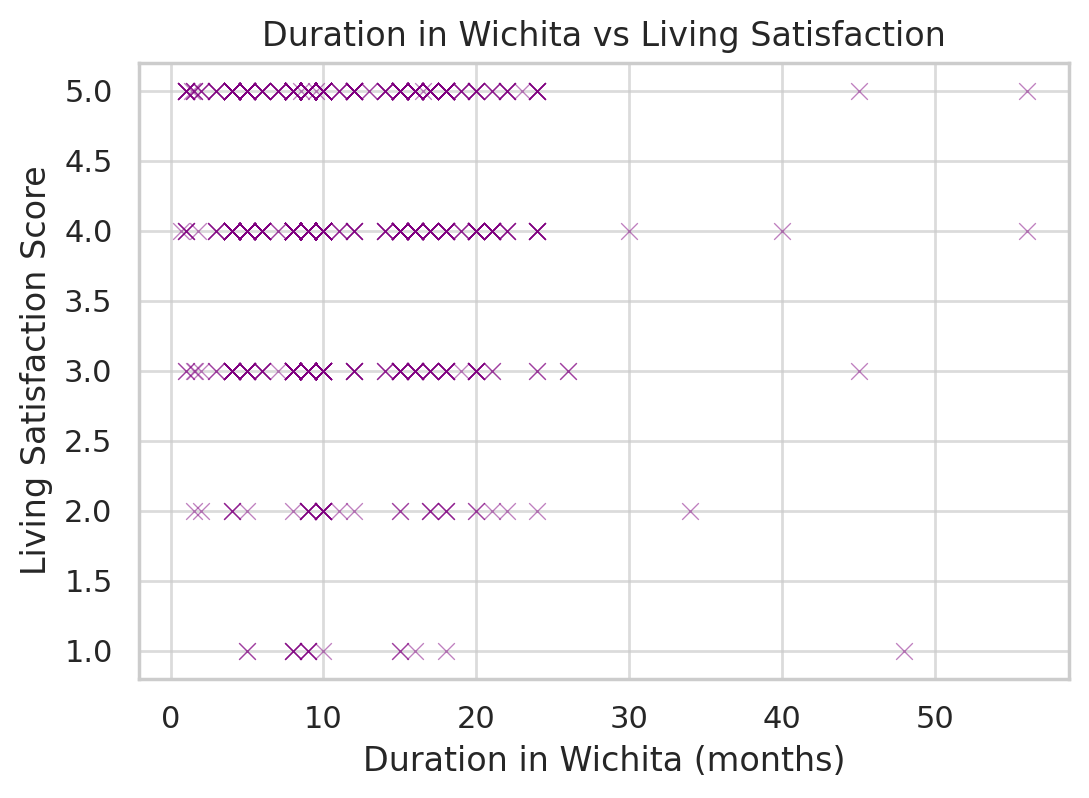 Duration in Wichita vs Living Satisfaction
Living Satisfaction Score
5.0
4.5
4.0
3.5
3.0
2.5
2.0
1.5
1.0
0 10 20 30 40 50
Duration in Wichita (months)